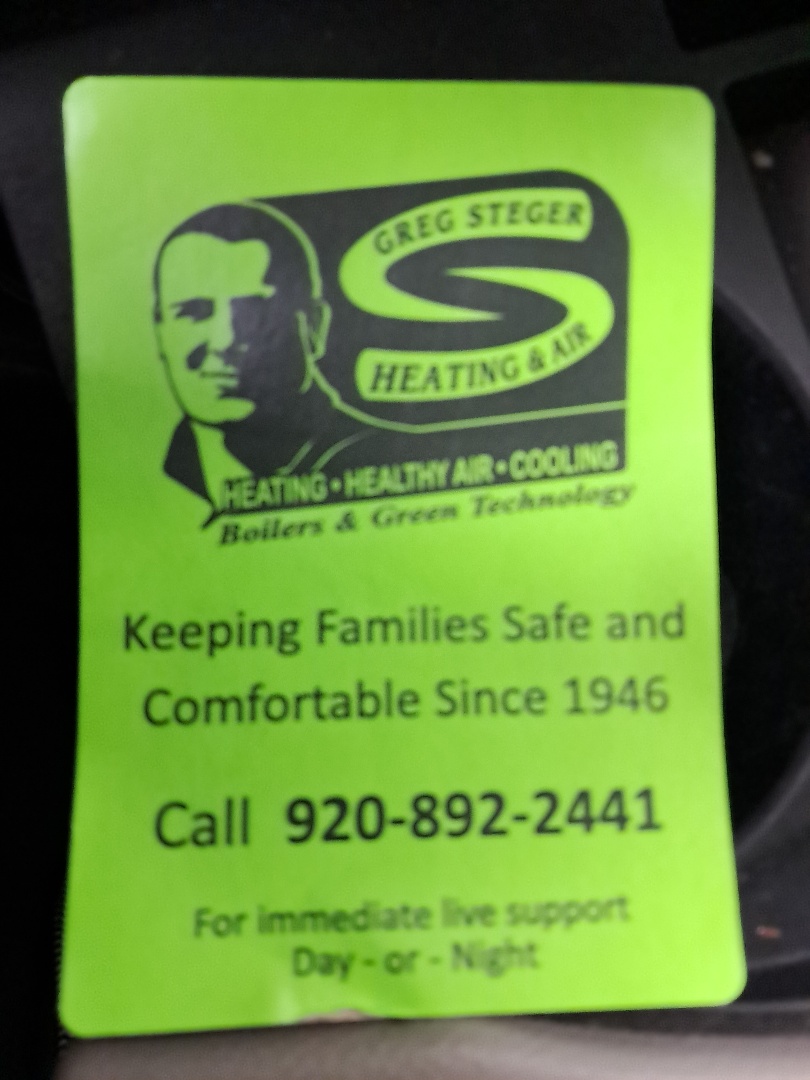 GREG STEGER
HEATING & AIR
HEATING • HEALTHY AIR • COOLING
Boilers & Green Technology
Keeping Families Safe and
Comfortable Since 1946
Call 920-892-2441
For immediate live support
Day - or - Night